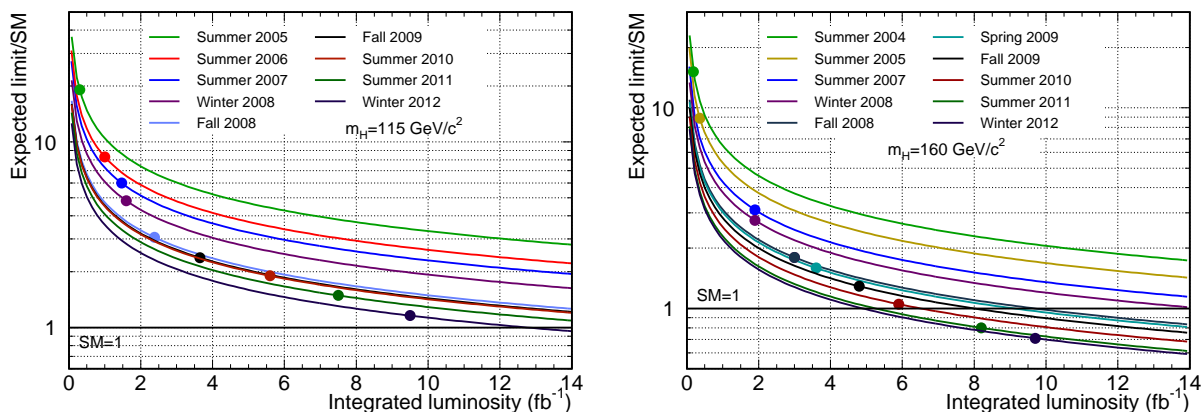 Expected limit/SM
10
1
Summer 2005
Summer 2006
Summer 2007
Winter 2008
Fall 2008
Fall 2009
Summer 2010
Summer 2011
Winter 2012
m_H=115 GeV/c²
SM=1
0 2 4 6 8 10 12 14
Integrated luminosity (fb⁻¹)
Expected limit/SM
10
1
Summer 2004
Summer 2005
Summer 2007
Winter 2008
Fall 2008
Spring 2009
Fall 2009
Summer 2010
Summer 2011
Winter 2012
m_H=160 GeV/c²
SM=1
0 2 4 6 8 10 12 14
Integrated luminosity (fb⁻¹)